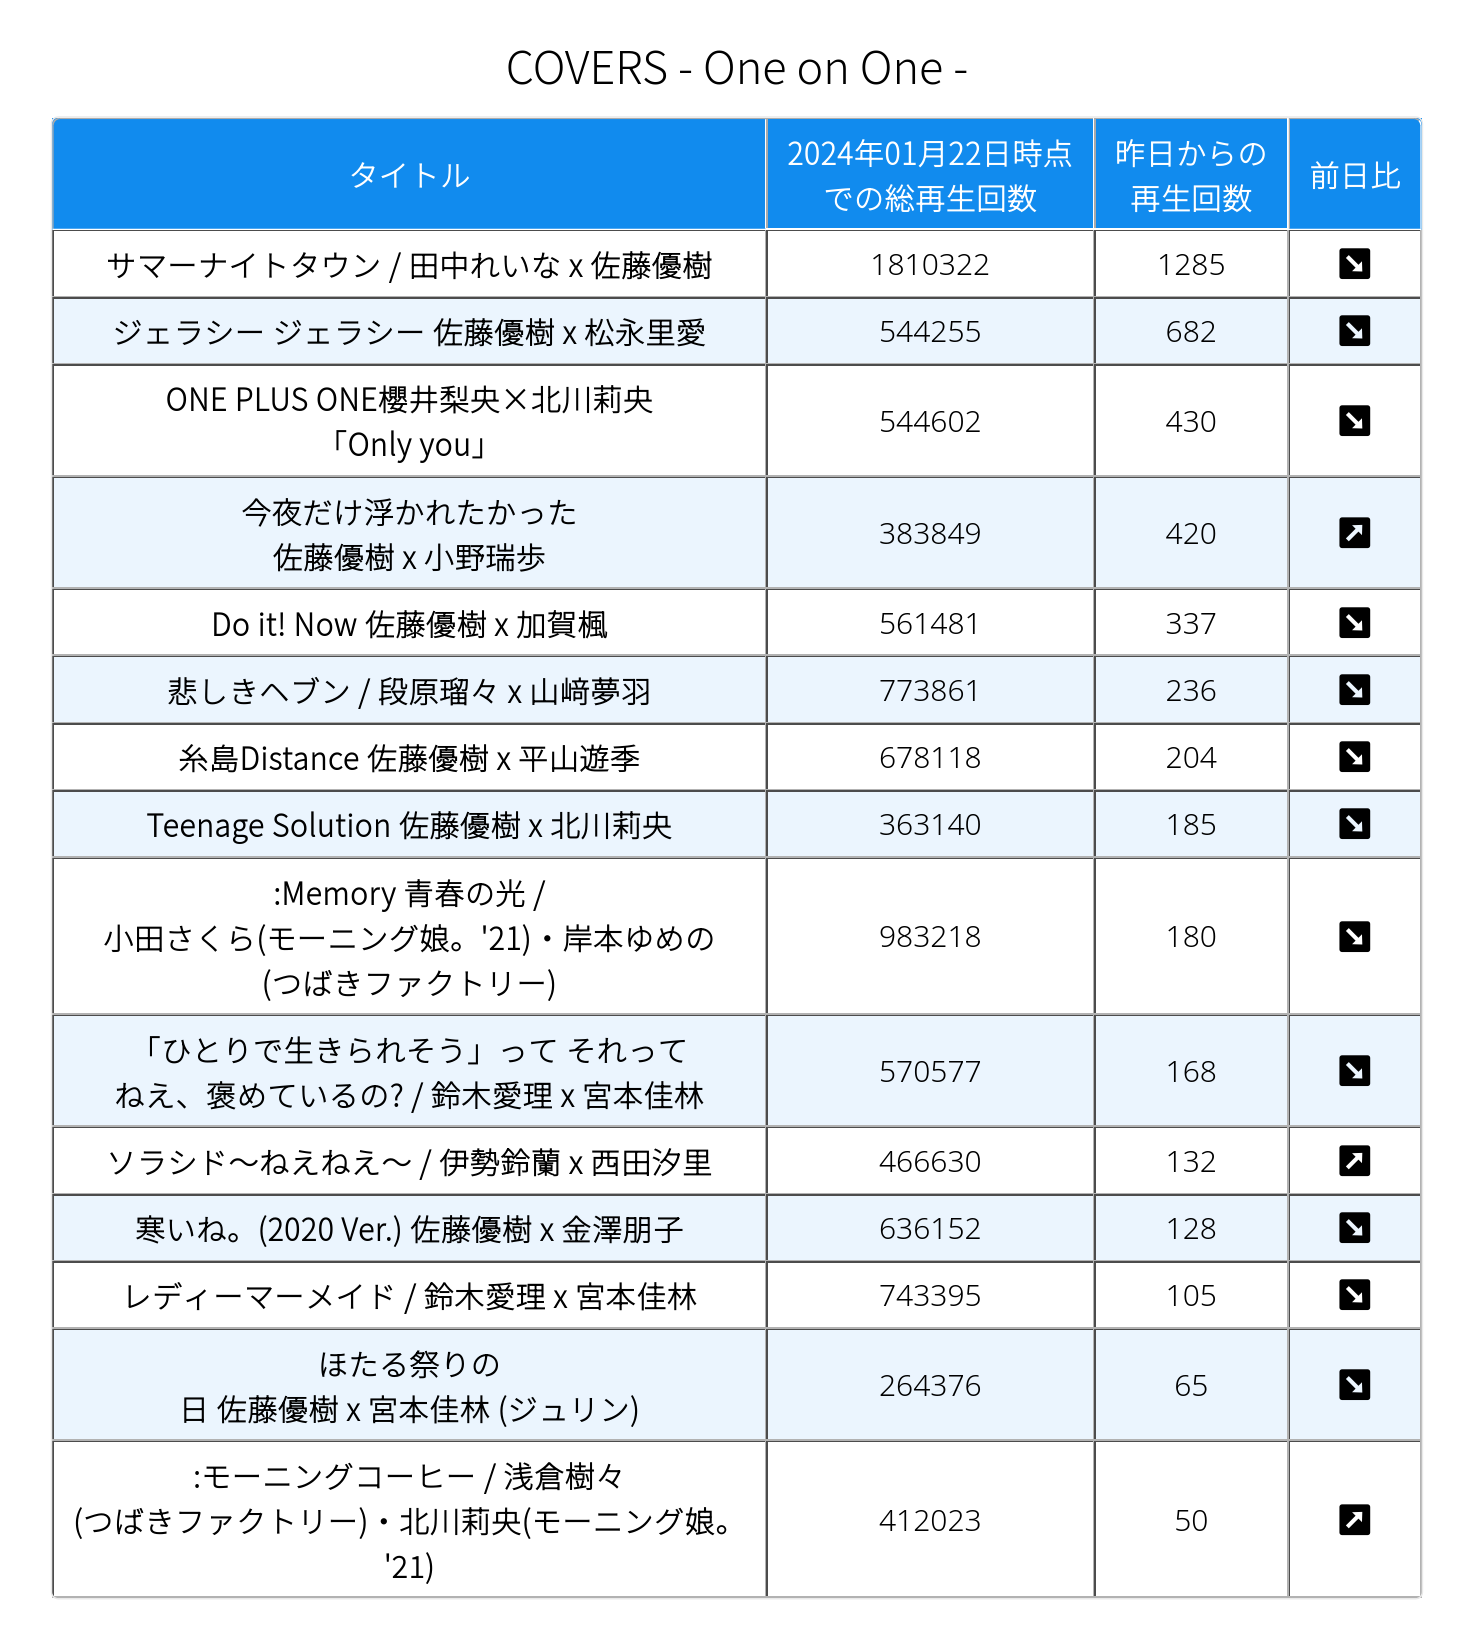 COVERS - One on One -
タイトル
2024年01月22日時点
での総再生回数
昨日からの
再生回数
前日比
サマーナイトタウン / 田中れいな x 佐藤優樹
1810322
1285
ジェラシー ジェラシー 佐藤優樹 x 松永里愛
544255
682
ONE PLUS ONE櫻井梨央×北川莉央
「Only you」
544602
430
今夜だけ浮かれたかった
佐藤優樹 x 小野瑞歩
383849
420
Do it! Now 佐藤優樹 x 加賀楓
561481
337
悲しきヘブン / 段原瑠々 x 山﨑夢羽
773861
236
糸島Distance 佐藤優樹 x 平山遊季
678118
204
Teenage Solution 佐藤優樹 x 北川莉央
363140
185
:Memory 青春の光 /
小田さくら(モーニング娘。'21)・岸本ゆめの
(つばきファクトリー)
983218
180
「ひとりで生きられそう」って それって
ねえ、褒めているの? / 鈴木愛理 x 宮本佳林
570577
168
ソラシド〜ねえねえ〜 / 伊勢鈴蘭 x 西田汐里
466630
132
寒いね。(2020 Ver.) 佐藤優樹 x 金澤朋子
636152
128
レディーマーメイド / 鈴木愛理 x 宮本佳林
743395
105
ほたる祭りの
日 佐藤優樹 x 宮本佳林 (ジュリン)
264376
65
:モーニングコーヒー / 浅倉樹々
(つばきファクトリー)・北川莉央(モーニング娘。
'21)
412023
50